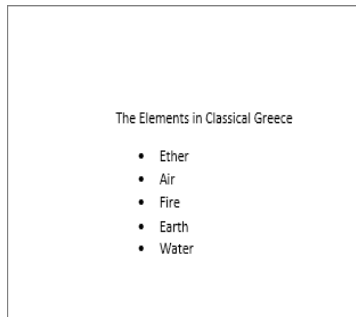 The Elements in Classical Greece
• Ether
• Air
• Fire
• Earth
• Water